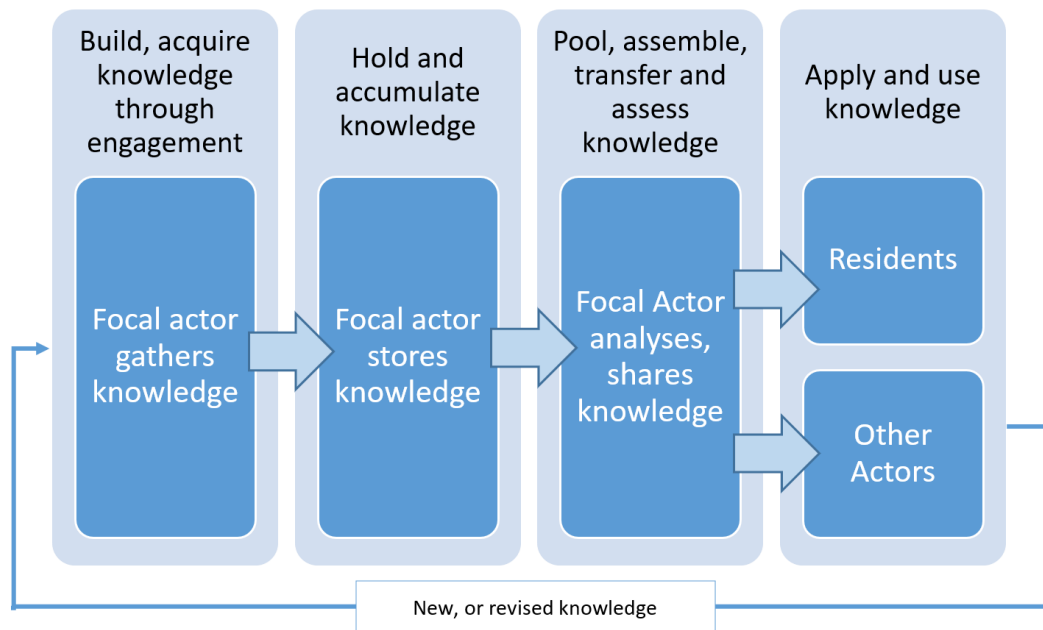 Build, acquire
knowledge
through
engagement
Focal actor
gathers
knowledge
Hold and
accumulate
knowledge
Focal actor
stores
knowledge
Pool, assemble,
transfer and
assess
knowledge
Focal Actor
analyses,
shares
knowledge
Apply and use
knowledge
Residents
Other
Actors
New, or revised knowledge